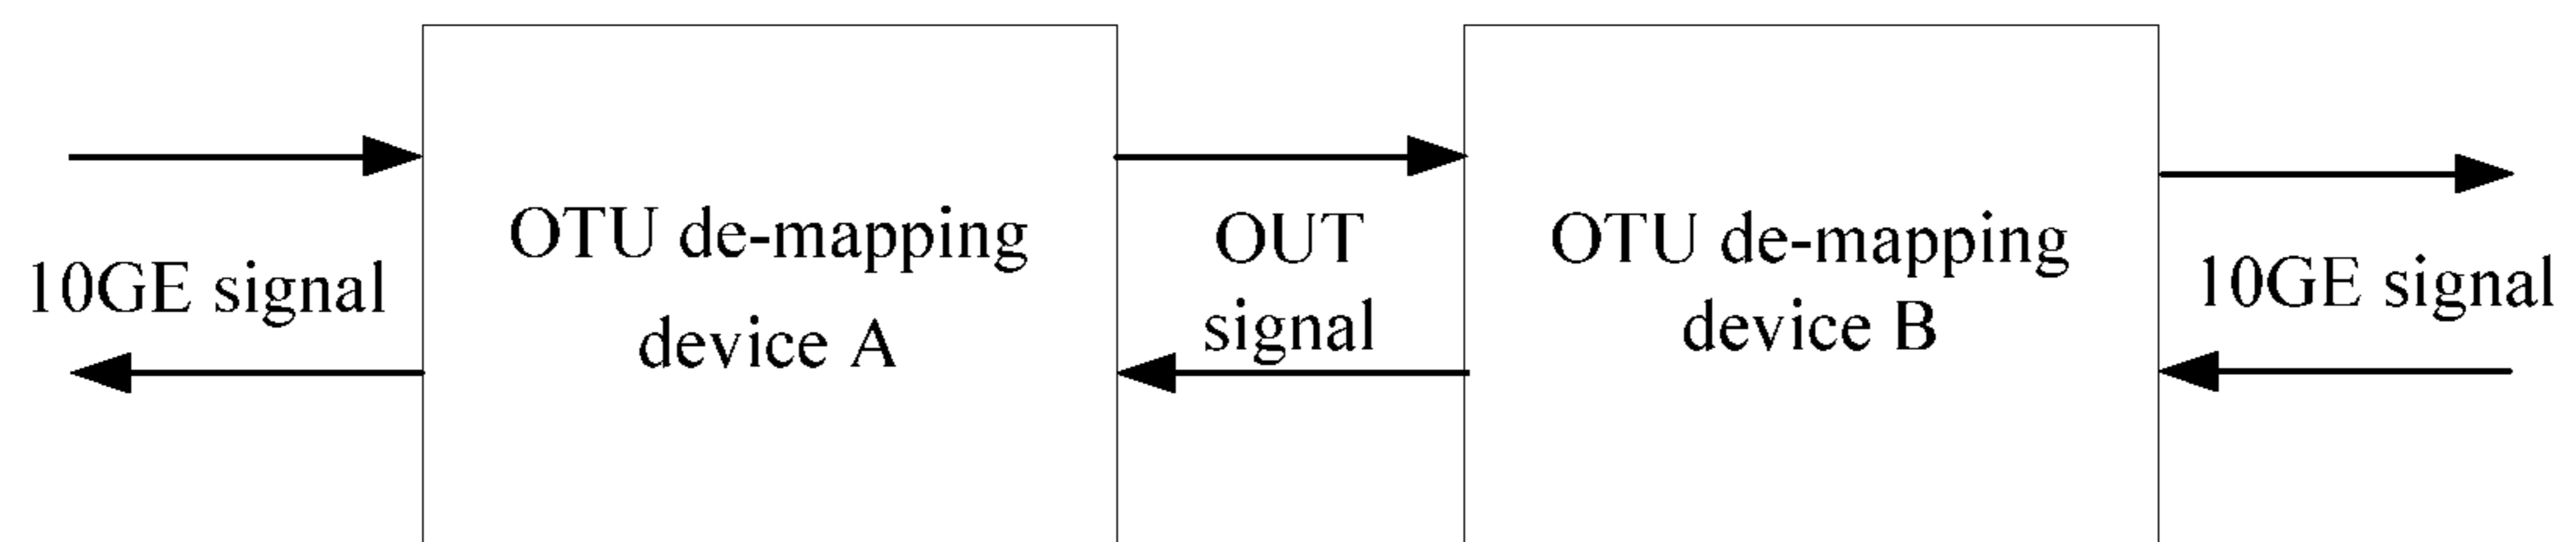 10GE signal
OTU de-mapping
device A
OUT
signal
OTU de-mapping
device B
10GE signal